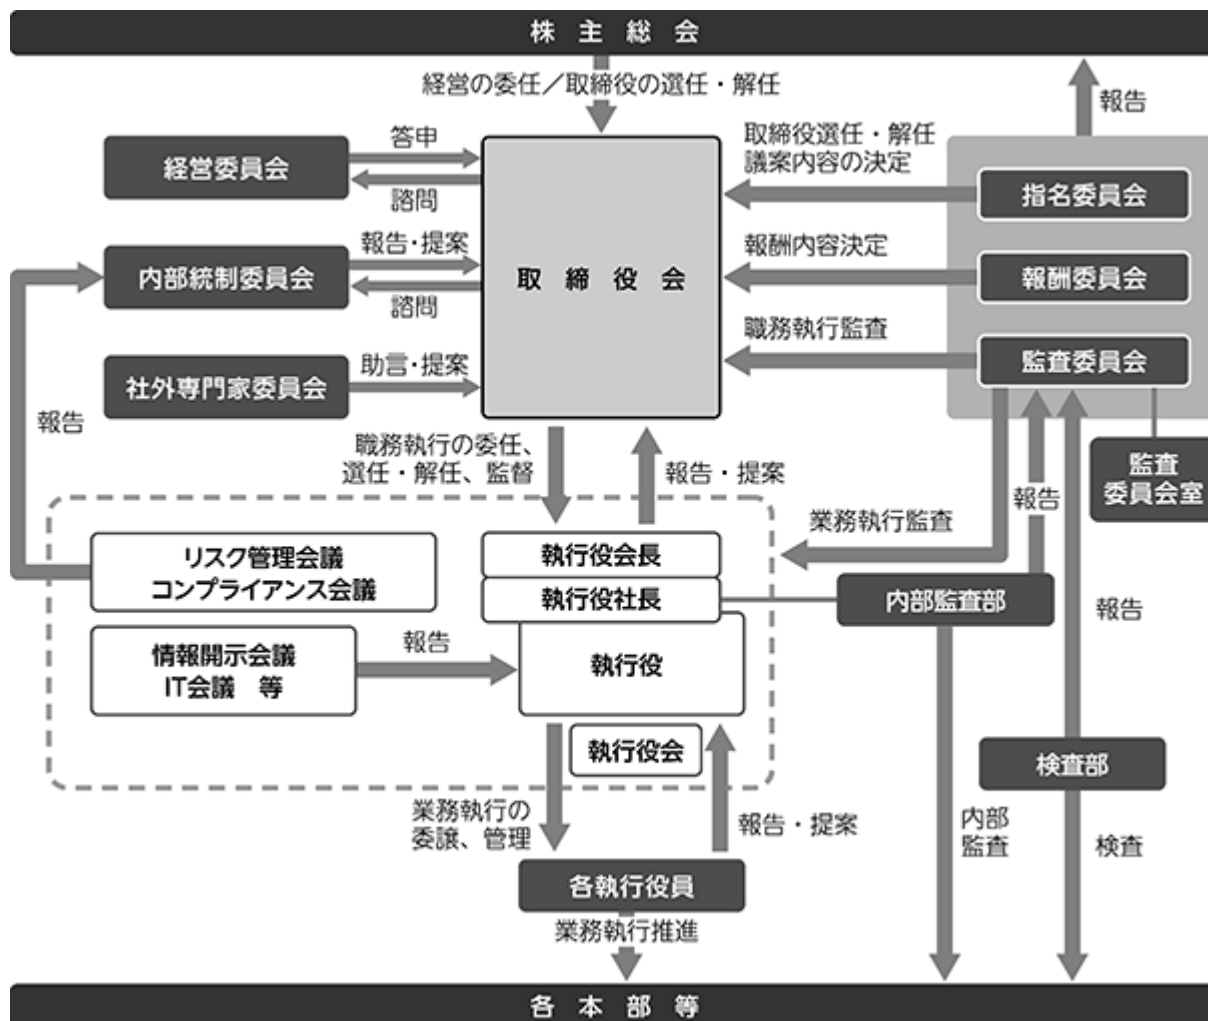 株主総会
経営の委任／取締役の選任・解任
報告
経営委員会
答申
諮問
取締役選任・解任
議案内容の決定
指名委員会
内部統制委員会
報告・提案
諮問
取締役会
報酬内容決定
報酬委員会
社外専門家委員会
助言・提案
職務執行監査
監査委員会
報告
職務執行の委任、
選任・解任、監督
報告・提案
監査
委員会室
報告
業務執行監査
リスク管理会議
コンプライアンス会議
執行役会長
執行役社長
内部監査部
報告
情報開示会議
IT会議 等
報告
執行役
執行役会
検査部
業務執行の
委譲、管理
報告・提案
内部
監査
検査
各執行役員
業務執行推進
各本部等